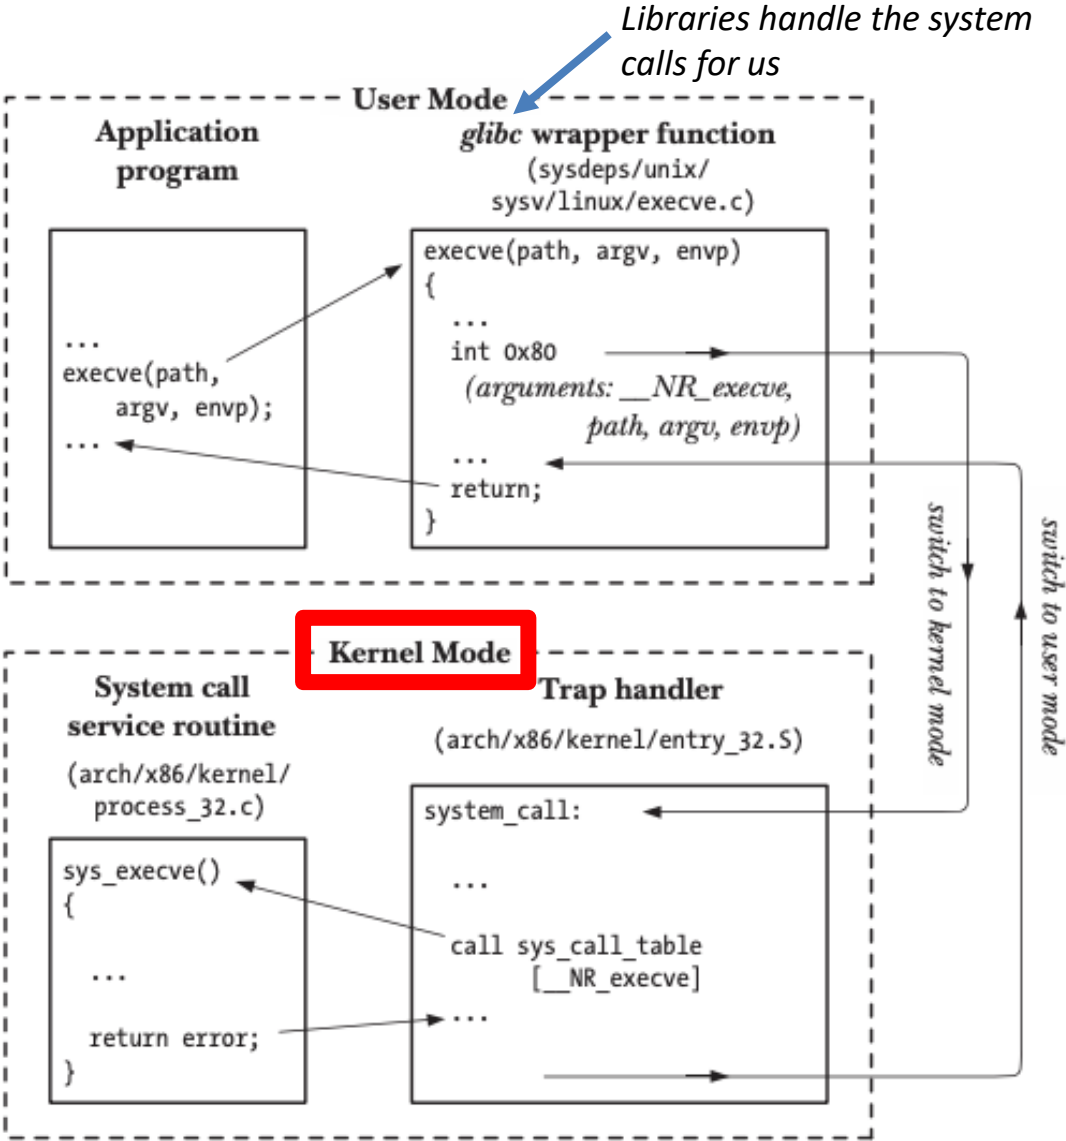 Libraries handle the system
calls for us
User Mode
Application
program
glibc wrapper function
(sysdeps/unix/
sysv/linux/execve.c)
...
execve(path,
argv, envp);
...
execve(path, argv, envp)
{
...
int 0x80
(arguments: __NR_execve,
path, argv, envp)
...
return;
}
switch to kernel mode
switch to user mode
Kernel Mode
System call
service routine
(arch/x86/kernel/
process_32.c)
Trap handler
(arch/x86/kernel/entry_32.S)
sys_execve()
{
...
return error;
}
system_call:
...
call sys_call_table
[__NR_execve]
...